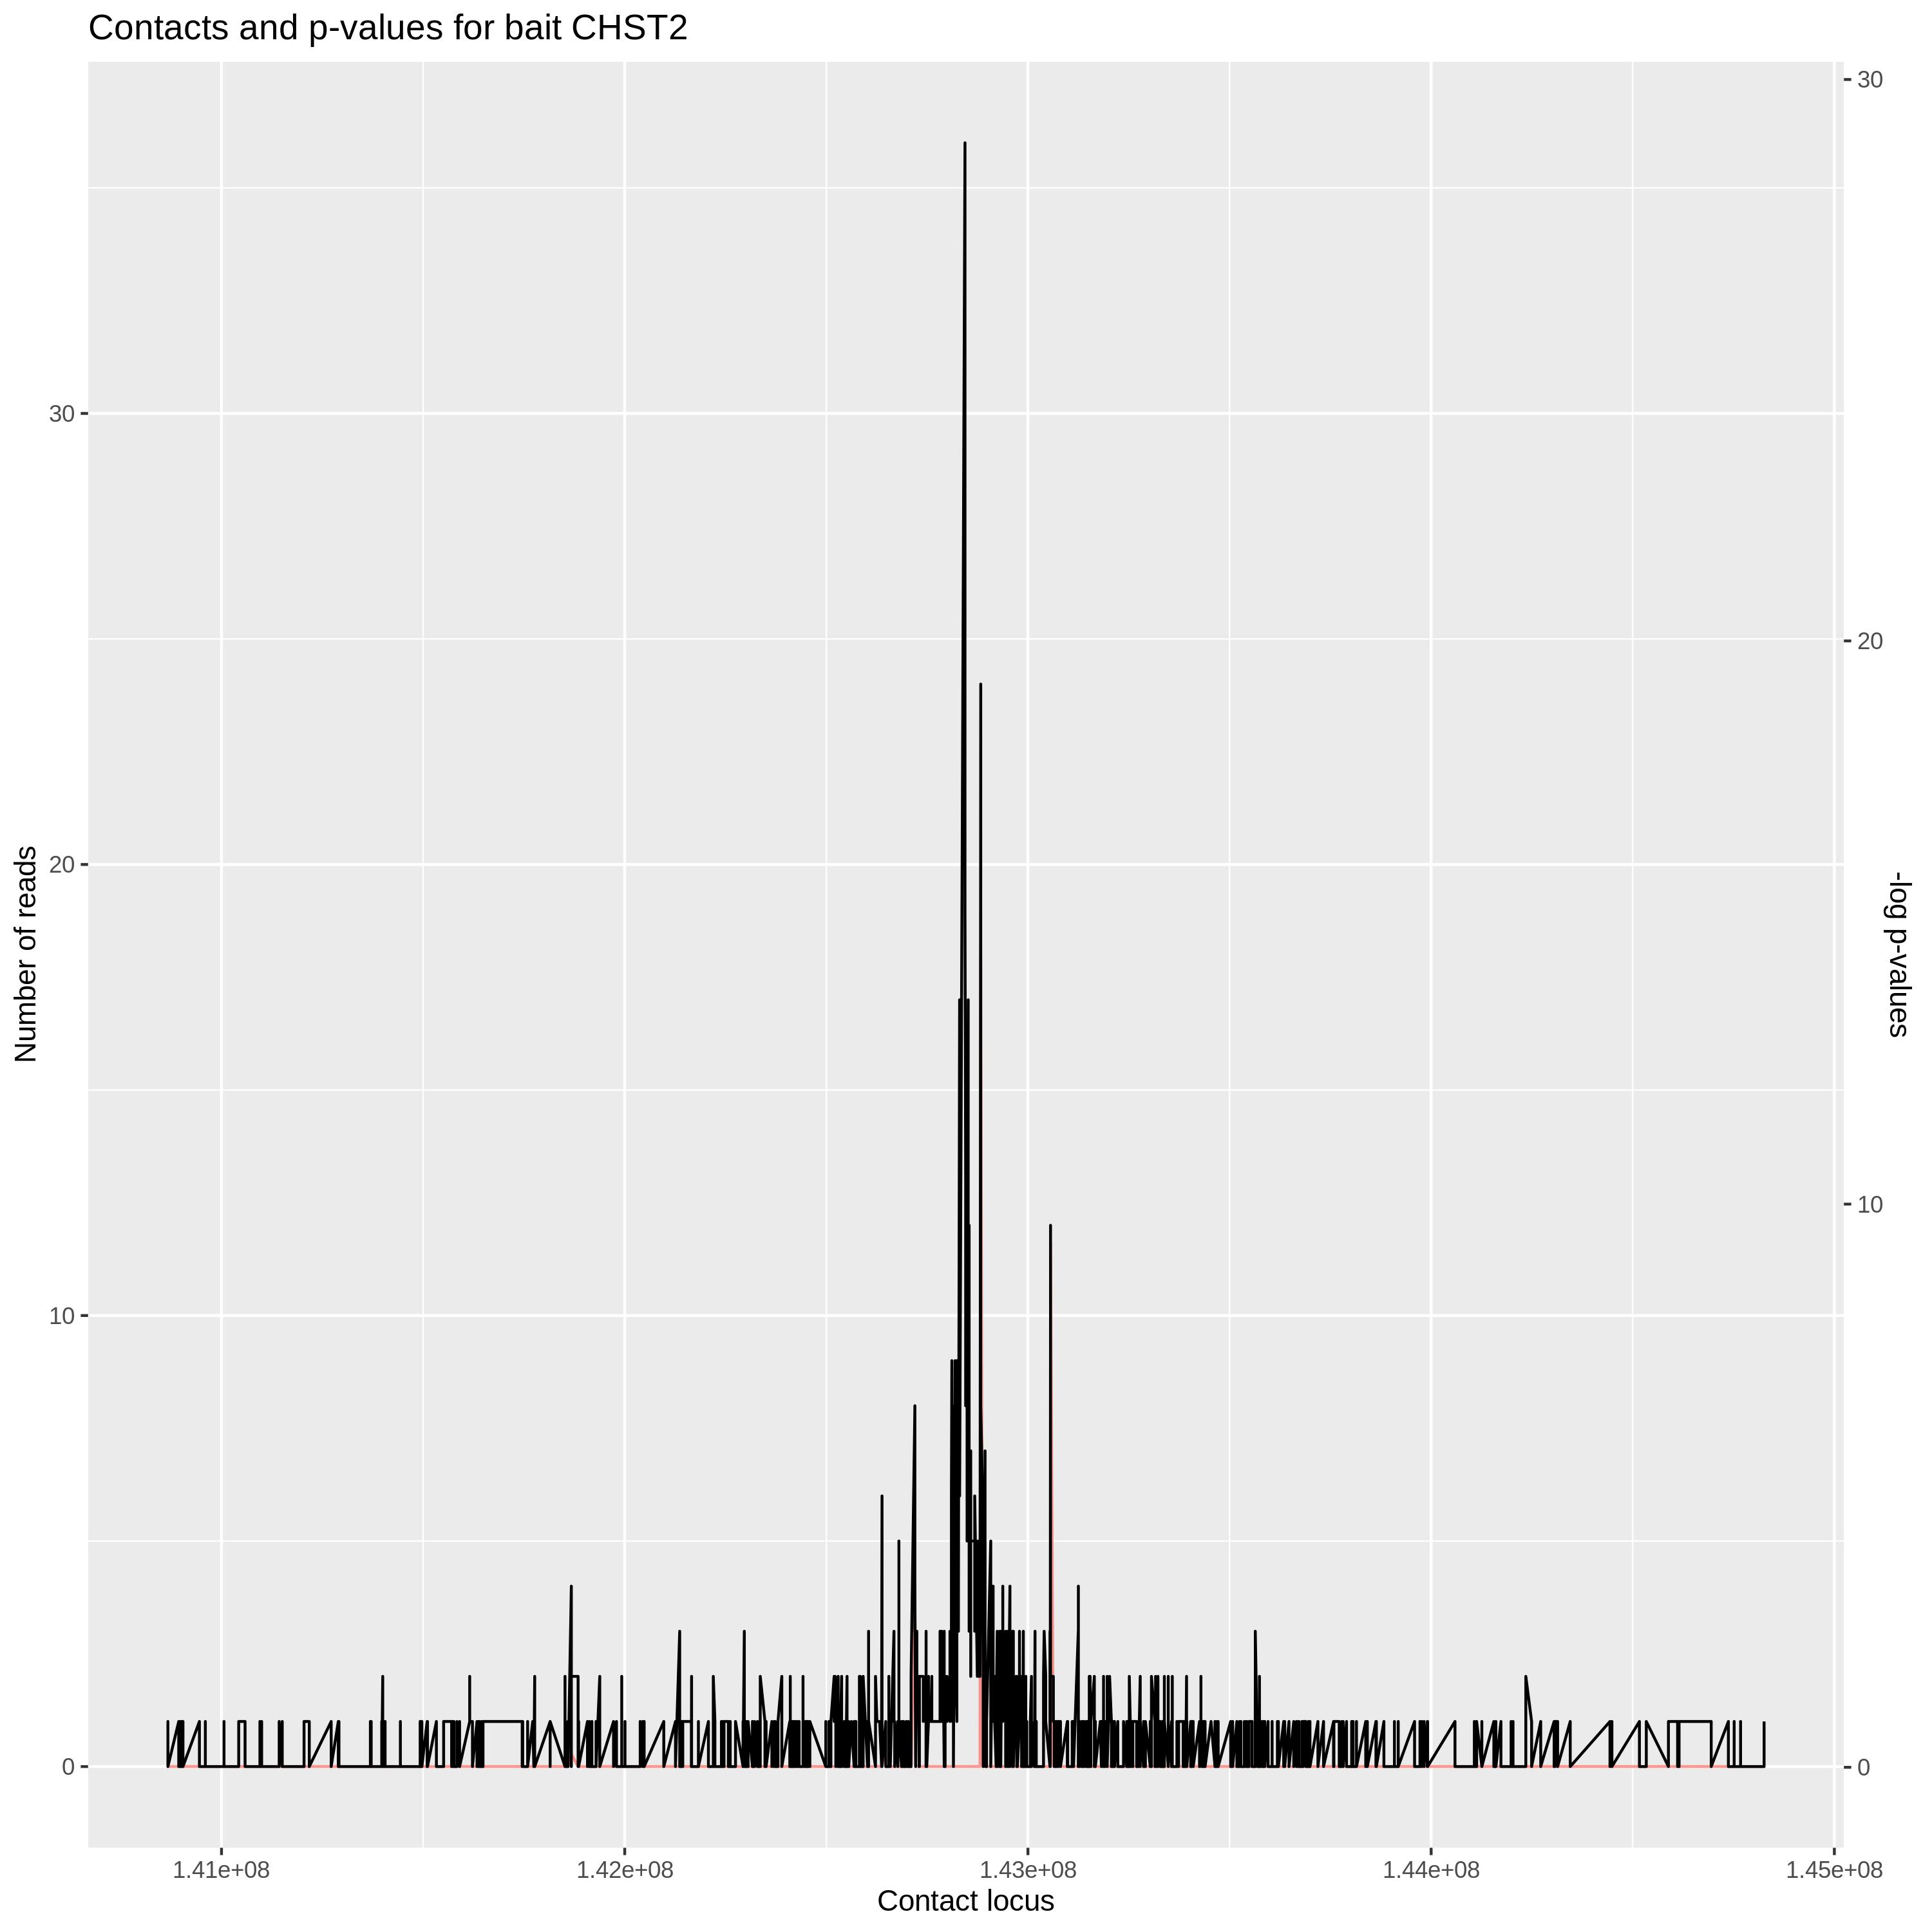 Contacts and p-values for bait CHST2
30
20
10
0
Number of reads
30
20
10
0
-log p-values
1.41e+08
1.42e+08
1.43e+08
1.44e+08
1.45e+08
Contact locus